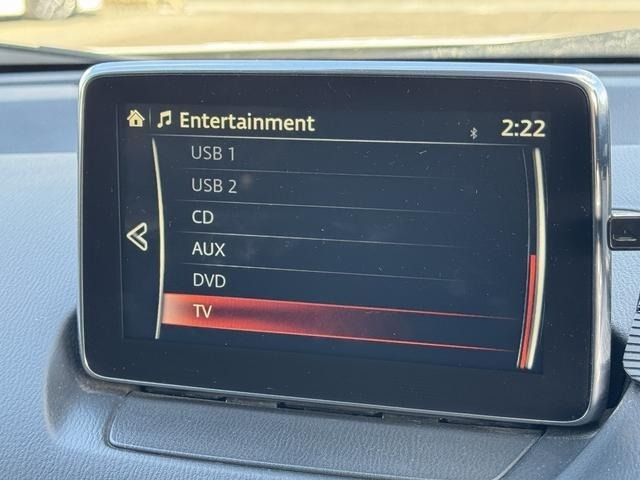 Entertainment
2:22
USB 1
USB 2
CD
AUX
DVD
TV